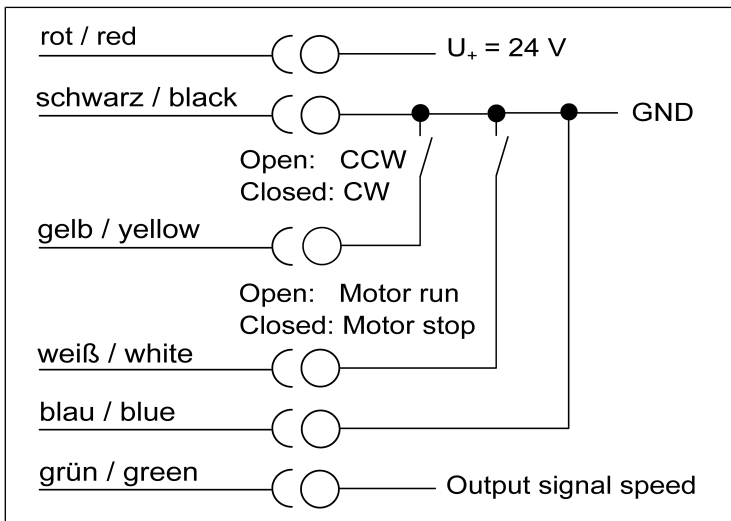 rot / red
U+ = 24 V
schwarz / black
GND
Open: CCW
Closed: CW
gelb / yellow
Open: Motor run
Closed: Motor stop
weiß / white
blau / blue
grün / green
Output signal speed